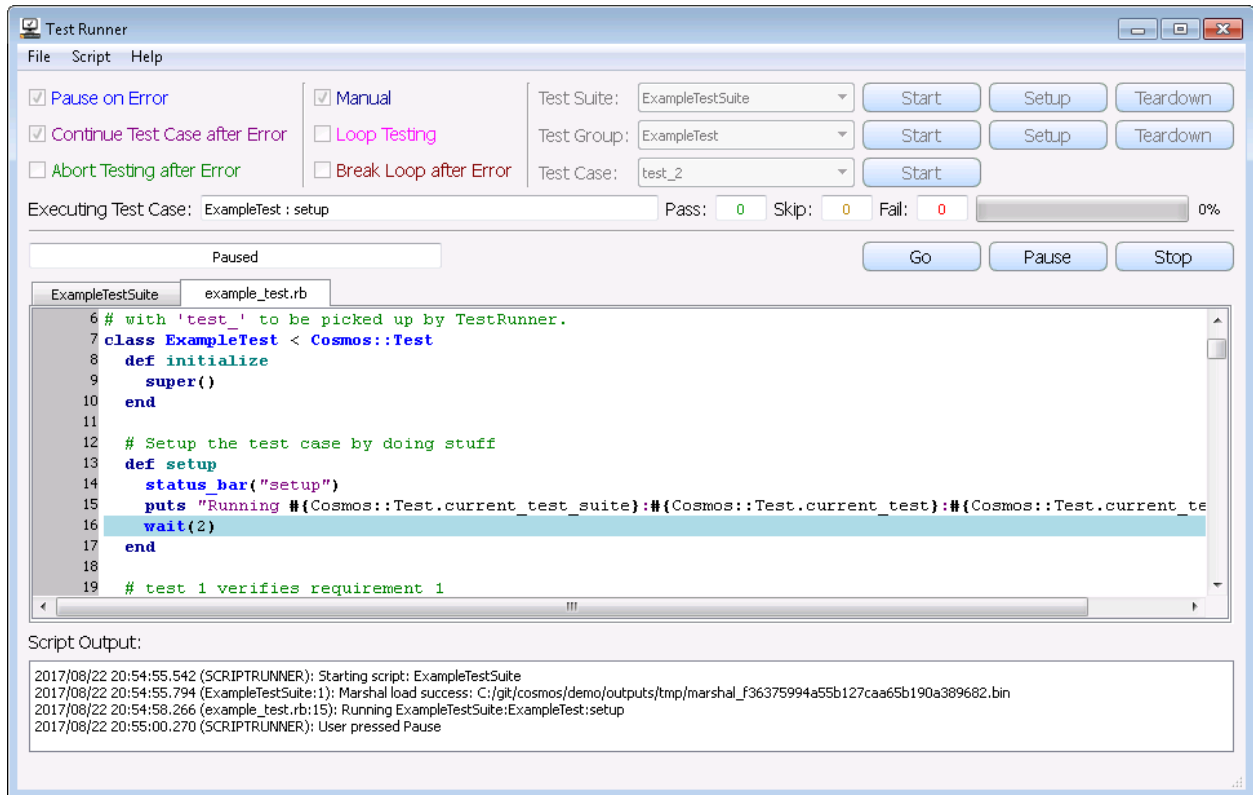 Test Runner
File Script Help
Pause on Error Manual Test Suite: ExampleTestSuite Start Setup Teardown
Continue Test Case after Error Loop Testing Test Group: ExampleTest Start Setup Teardown
Abort Testing after Error Break Loop after Error Test Case: test_2 Start
Executing Test Case: ExampleTest : setup Pass: 0 Skip: 0 Fail: 0 0%
Paused Go Pause Stop
ExampleTestSuite example_test.rb
6 # with 'test_' to be picked up by TestRunner.
7 class ExampleTest < Cosmos::Test
8 def initialize
9 super()
10 end
11
12 # Setup the test case by doing stuff
13 def setup
14 status_bar("setup")
15 puts "Running #{Cosmos::Test.current_test_suite}:#{Cosmos::Test.current_test}:#{Cosmos::Test.current_te
16 wait(2)
17 end
18
19 # test 1 verifies requirement 1
Script Output:
2017/08/22 20:54:55.542 (SCRIPTRUNNER): Starting script: ExampleTestSuite
2017/08/22 20:54:55.794 (ExampleTestSuite:1): Marshal load success: C:/git/cosmos/demo/outputs/tmp/marshal_f36375994a55b127caa65b190a389682.bin
2017/08/22 20:54:58.266 (example_test.rb:15): Running ExampleTestSuite:ExampleTest:setup
2017/08/22 20:55:00.270 (SCRIPTRUNNER): User pressed Pause